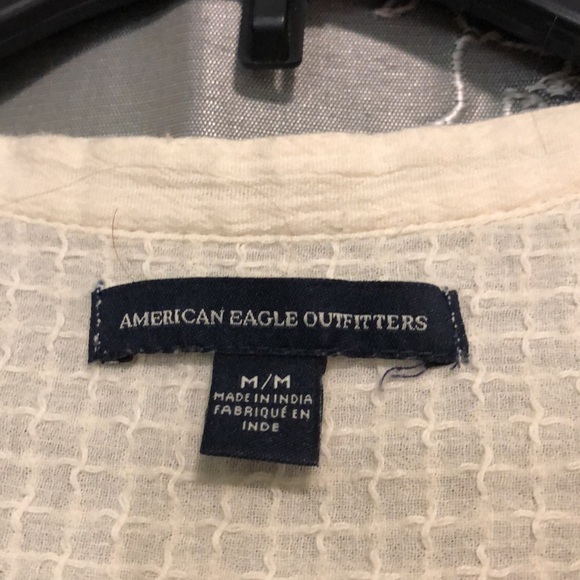 AMERICAN EAGLE OUTFITTERS
M/M
MADE IN INDIA
FABRIQUÉ EN
INDE